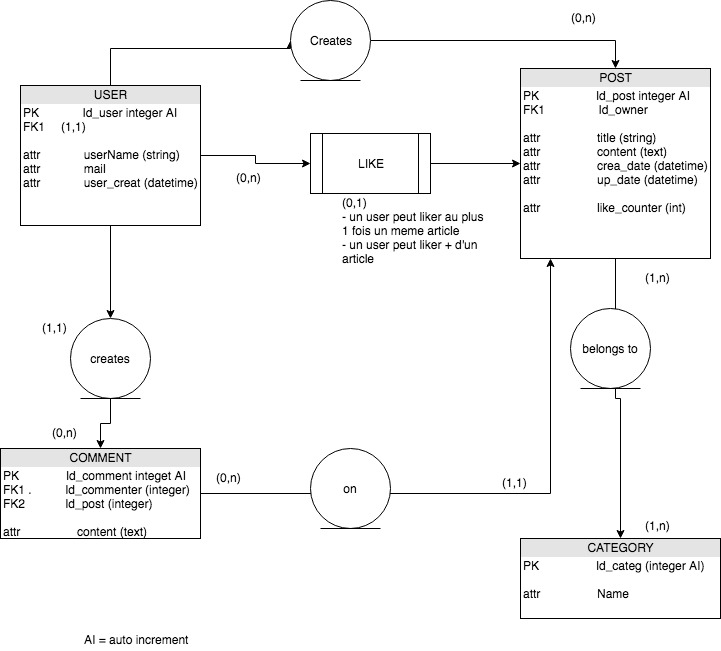 Creates
(0,n)
USER
PK Id_user integer AI
FK1 (1,1)
attr userName (string)
attr mail
attr user_creat (datetime)
(0,n)
LIKE
(0,1)
- un user peut liker au plus
1 fois un meme article
- un user peut liker + d'un
article
POST
PK Id_post integer AI
FK1 Id_owner
attr title (string)
attr content (text)
attr crea_date (datetime)
attr up_date (datetime)
attr like_counter (int)
(1,n)
(1,1)
creates
belongs to
(0,n)
COMMENT
PK Id_comment integet AI
FK1 . Id_commenter (integer)
FK2 Id_post (integer)
attr content (text)
(0,n)
on
(1,1)
(1,n)
CATEGORY
PK Id_categ (integer AI)
attr Name
AI = auto increment